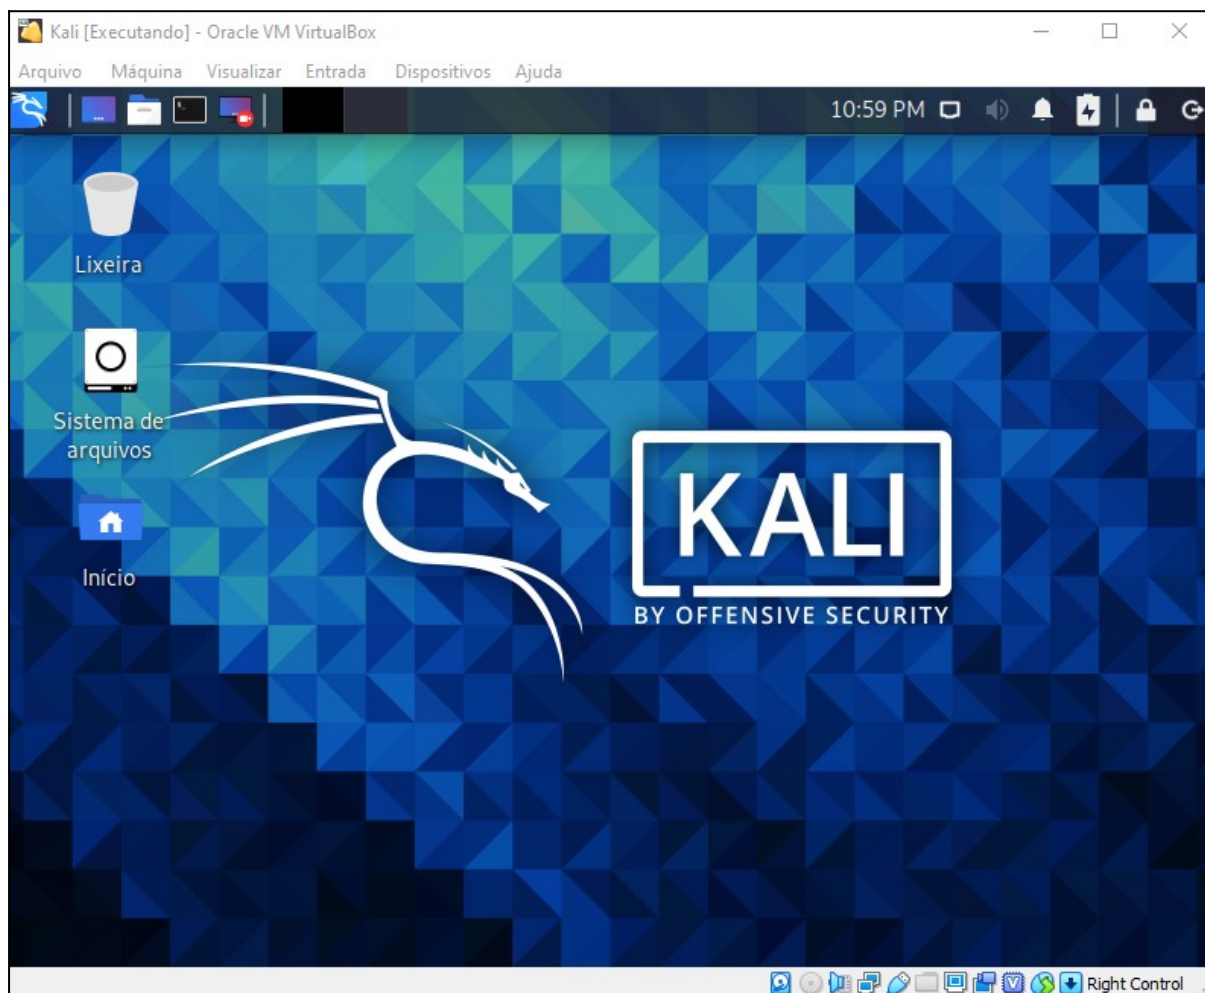 Kali [Executando] - Oracle VM VirtualBox
Arquivo Máquina Visualizar Entrada Dispositivos Ajuda
10:59 PM
Lixeira
Sistema de
arquivos
Início
KALI
BY OFFENSIVE SECURITY
Right Control